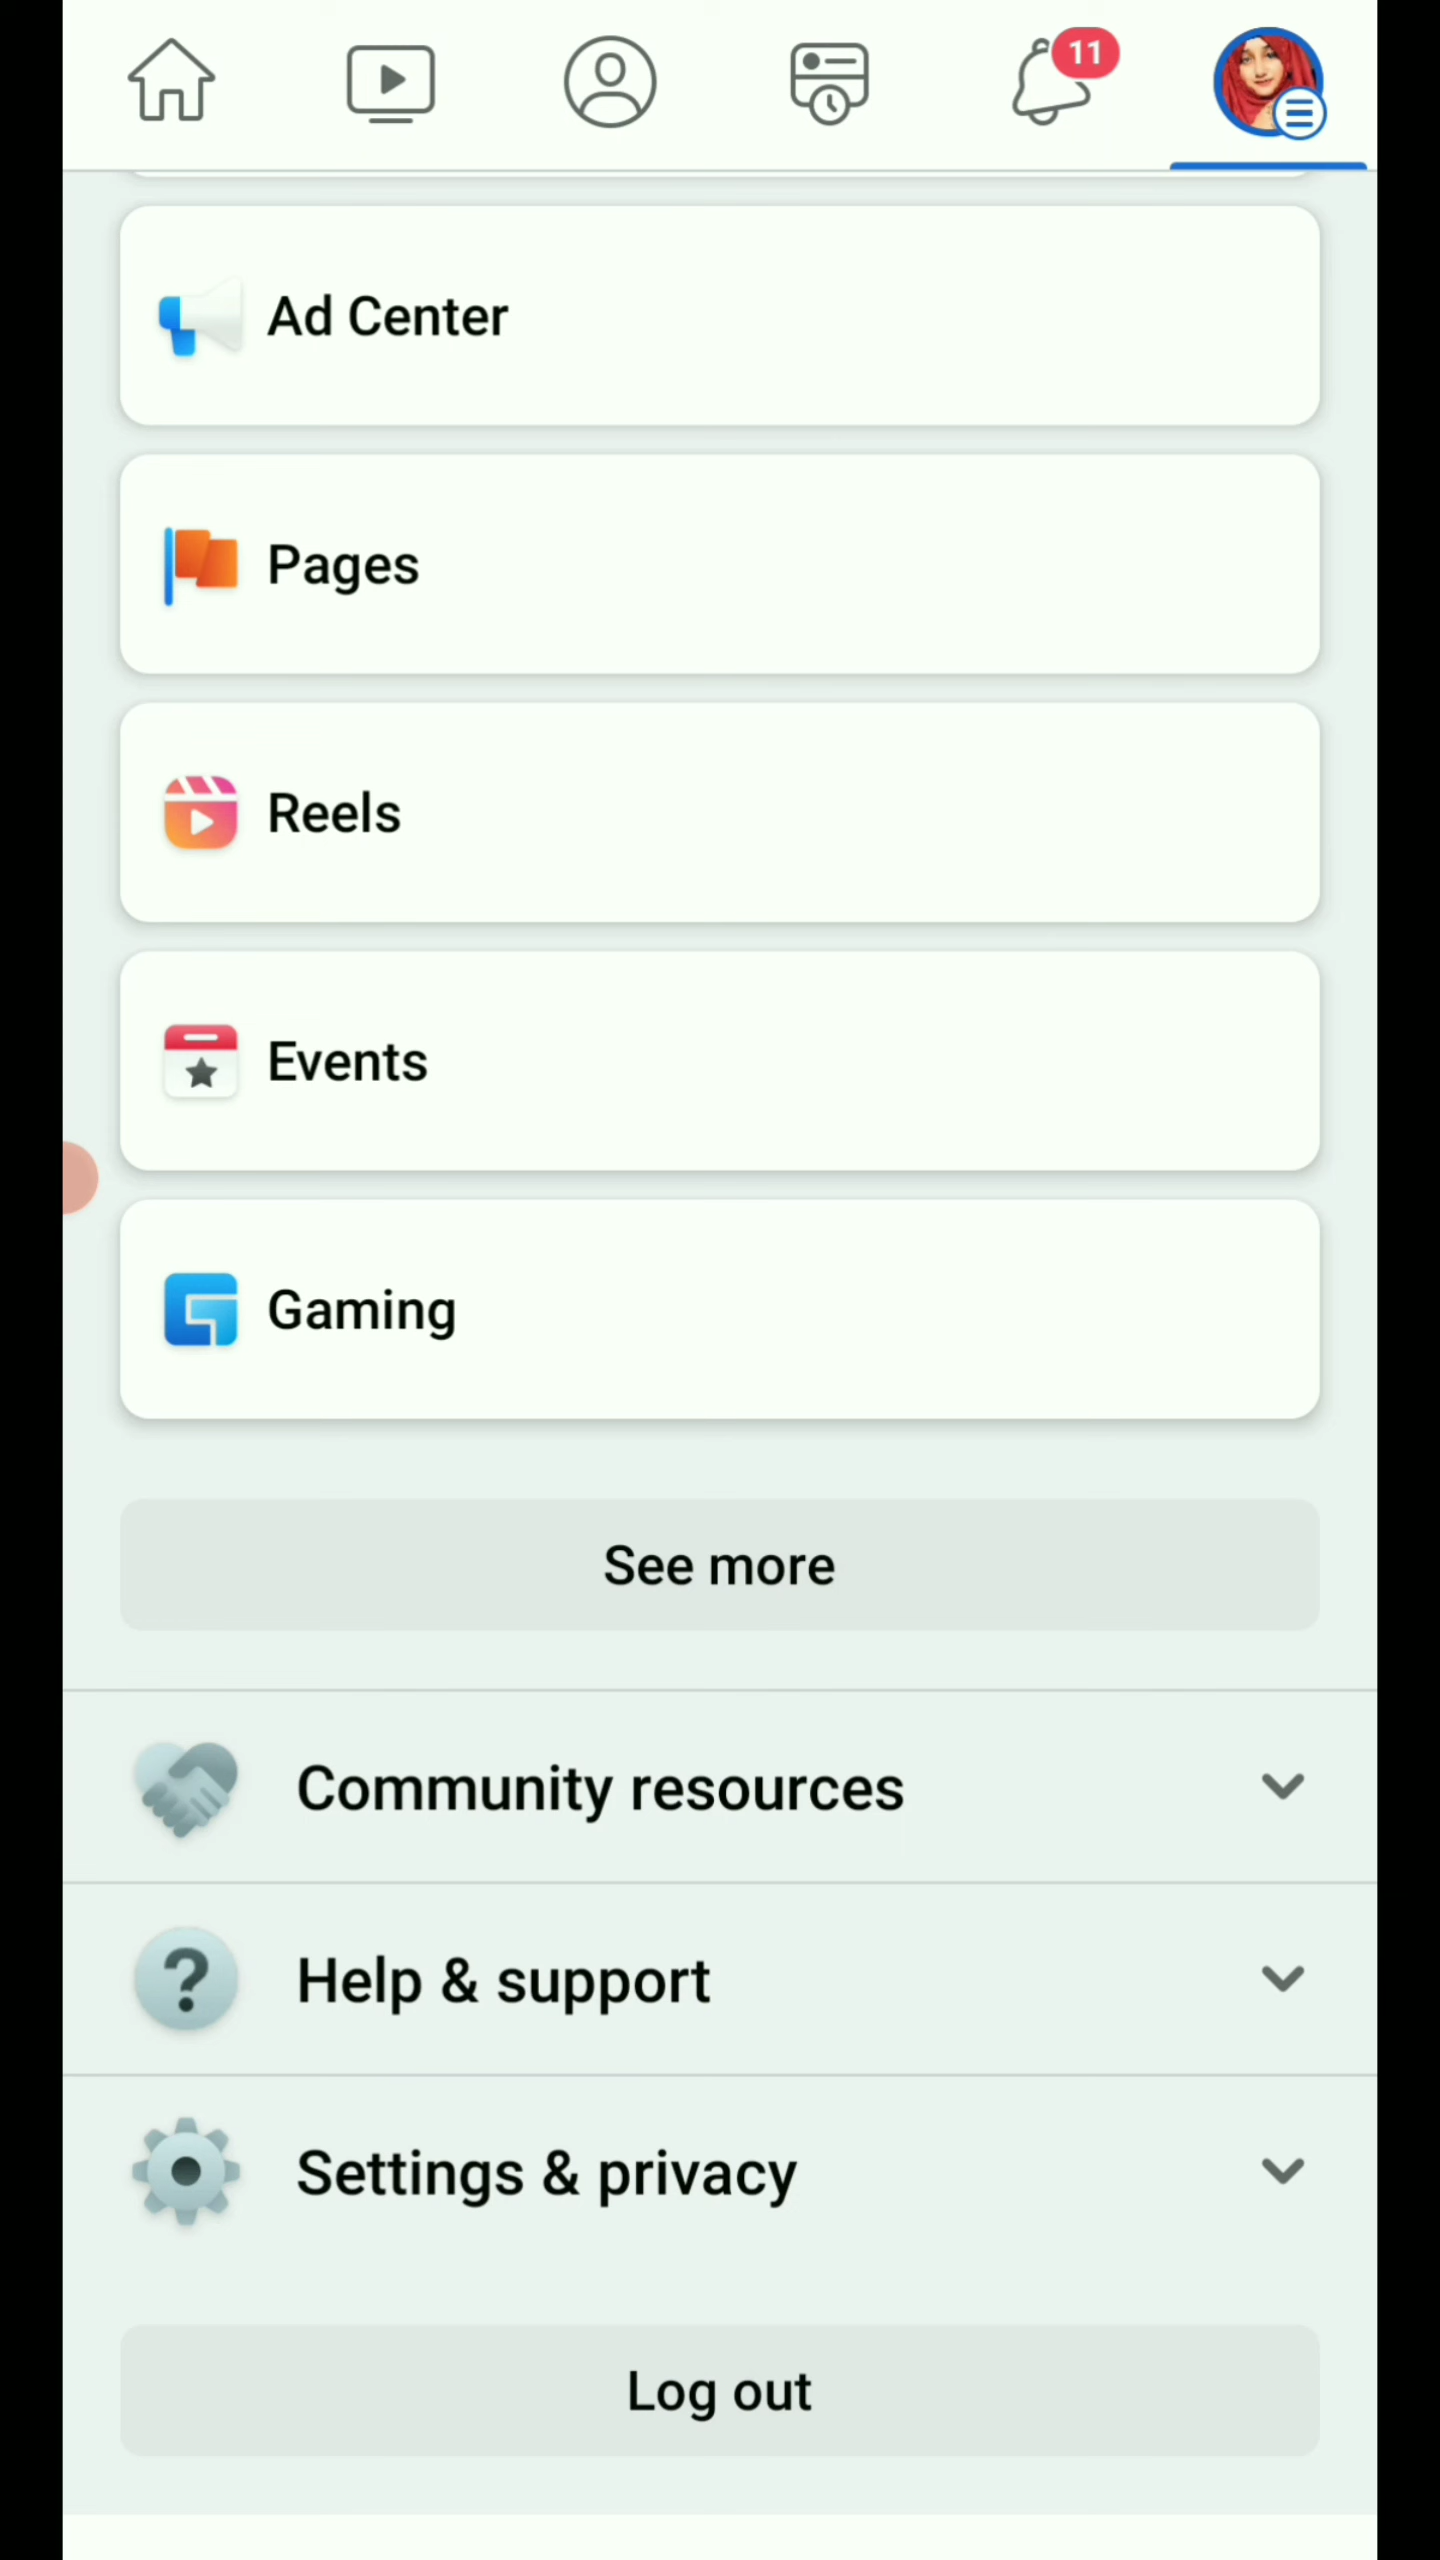 11
Ad Center
Pages
Reels
Events
Gaming
See more
Community resources
Help & support
Settings & privacy
Log out